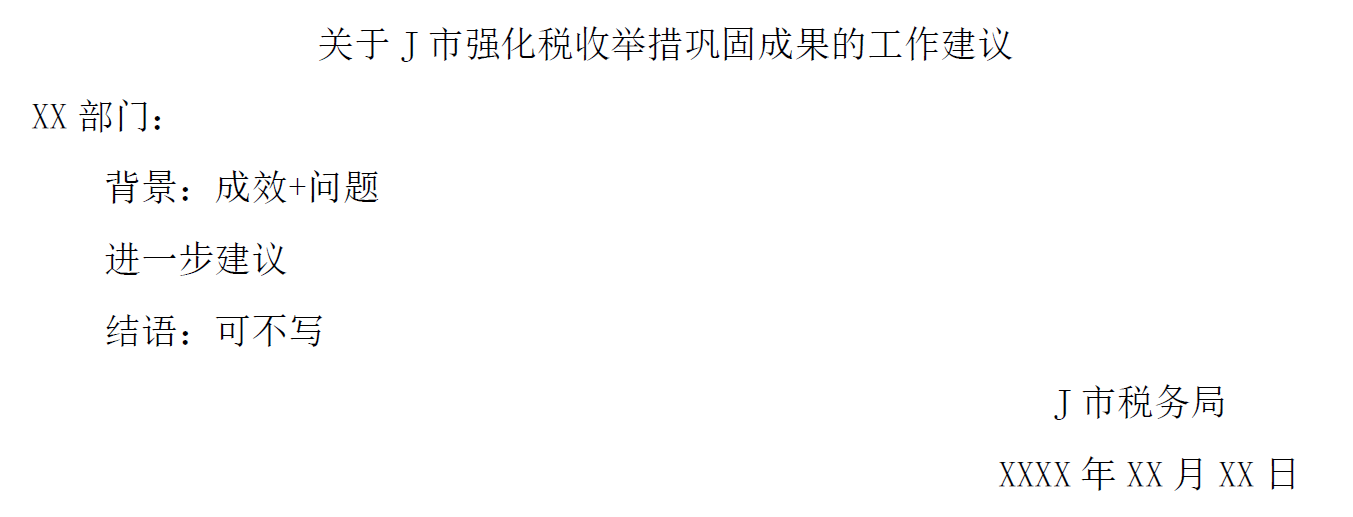 关于 J 市强化税收举措巩固成果的工作建议
XX 部门：
背景：成效+问题
进一步建议
结语：可不写
J 市税务局
XXXX 年 XX 月 XX 日